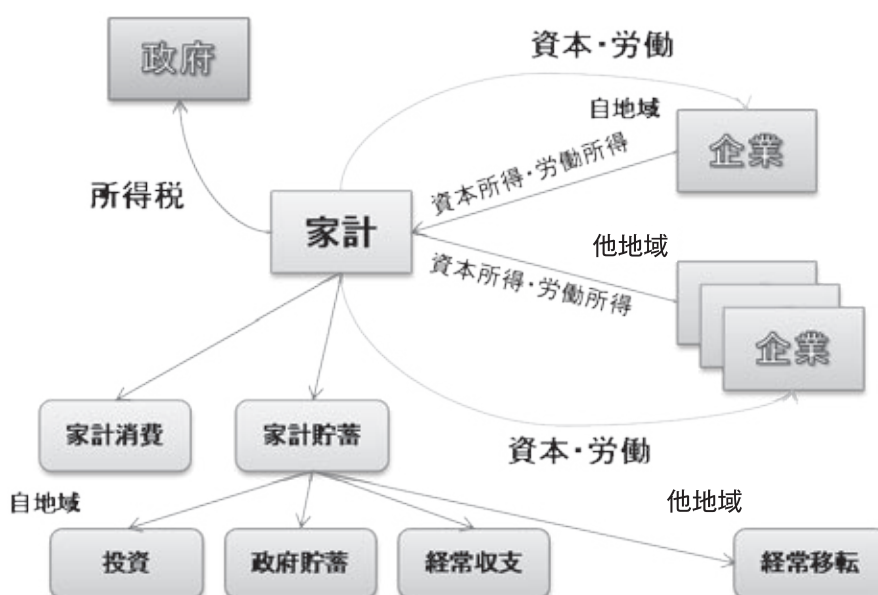 政府
資本・労働
自地域
企業
資本所得・労働所得
所得税
家計
他地域
資本所得・労働所得
企業
家計消費
家計貯蓄
資本・労働
自地域
他地域
投資
政府貯蓄
経常収支
経常移転